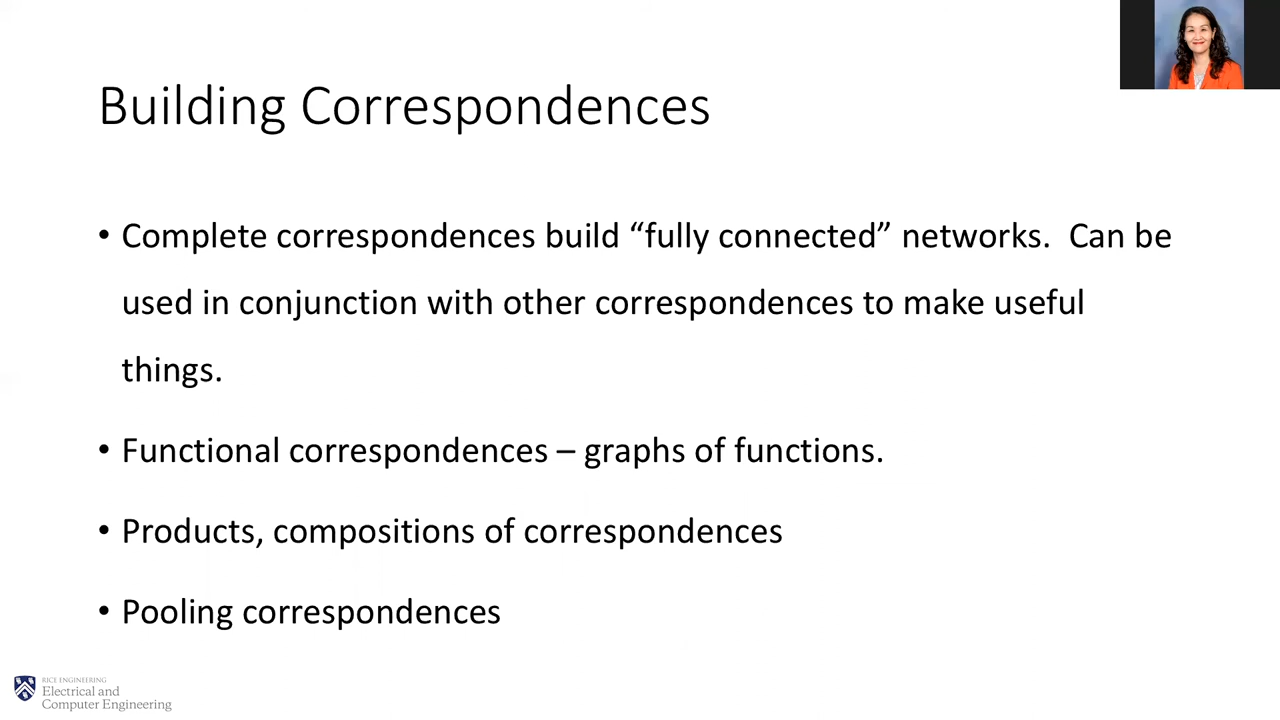 Building Correspondences
• Complete correspondences build “fully connected” networks.  Can be
used in conjunction with other correspondences to make useful
things.
• Functional correspondences – graphs of functions.
• Products, compositions of correspondences
• Pooling correspondences
RICE ENGINEERING
Electrical and
Computer Engineering